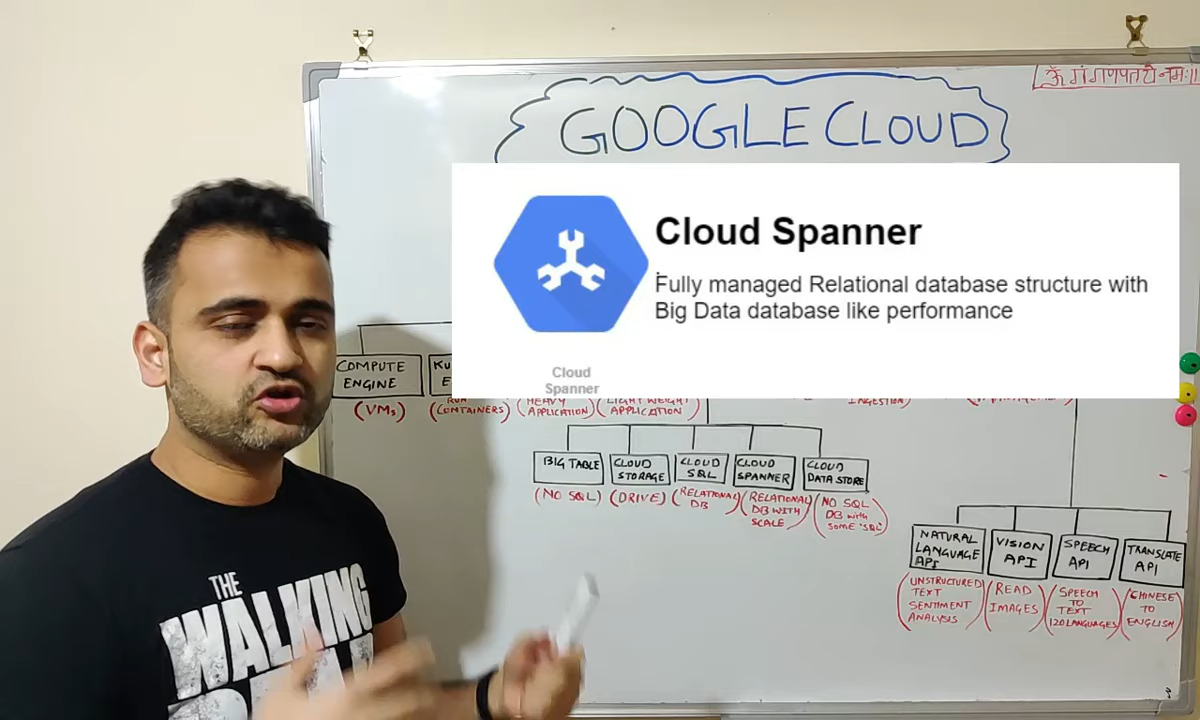 ॐ गं गणपतये नमः॥
GOOGLE CLOUD
Cloud Spanner
Fully managed Relational database structure with
Big Data database like performance
Cloud
Spanner
COMPUTE
ENGINE
(VMs)
KU
E
RUN
CONTAINERS)
(HEAVY
APPLICATION)
(LIGHT WEIGHT
APPLICATION)
INGESTION)
BIG TABLE
(NO SQL)
CLOUD
STORAGE
(DRIVE)
CLOUD
SQL
(RELATIONAL
DB)
CLOUD
SPANNER
(RELATIONAL
DB WITH
SCALE)
CLOUD
DATA STORE
(NO SQL
DB with
SOME 'SQL')
NATURAL
LANGUAGE
API
(UNSTRUCTURED
TEXT
SENTIMENT
ANALYSIS)
VISION
API
(READ
IMAGES)
SPEECH
API
(SPEECH
TO
TEXT
120 LANGUAGES)
TRANSLATE
API
('CHINESE'
TO
ENGLISH)
THE
WALKING